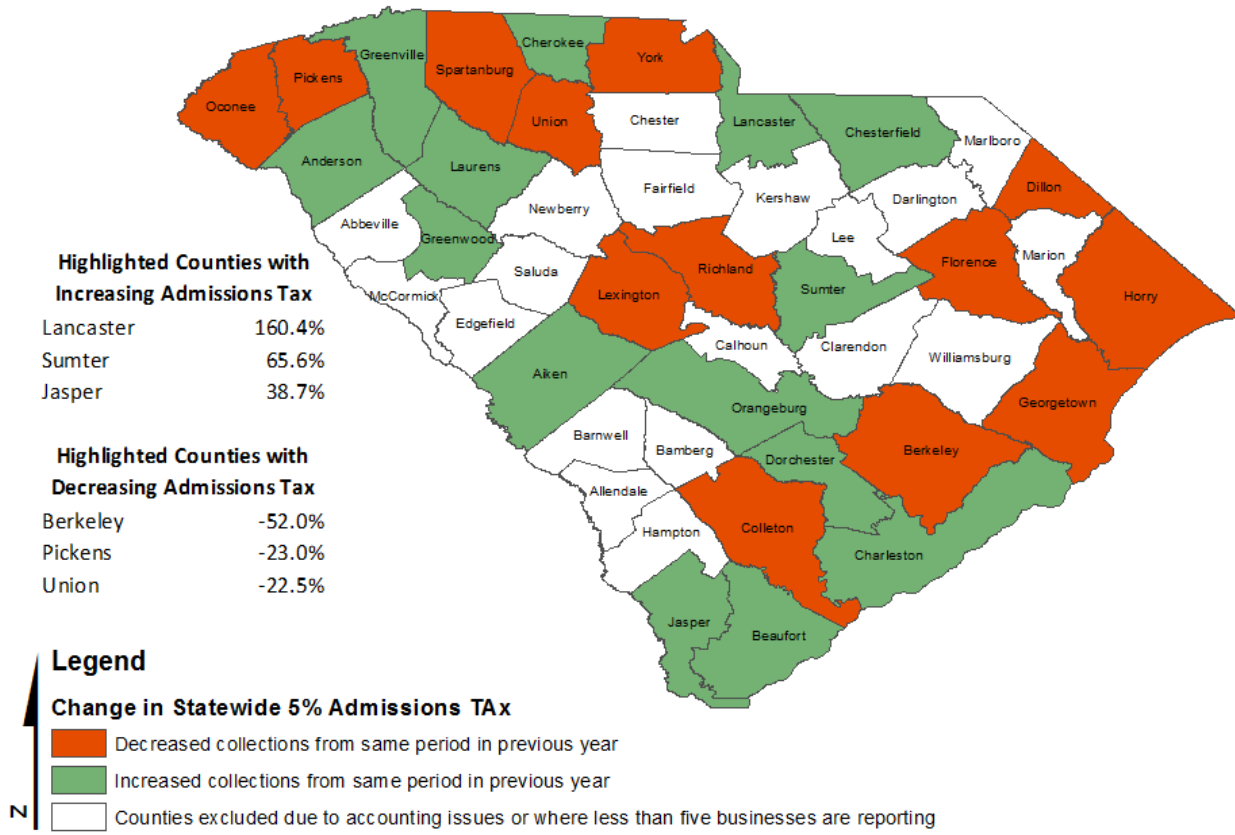 Cherokee
York
Greenville
Spartanburg
Pickens
Oconee
Union
Chester
Lancaster
Chesterfield
Marlboro
Anderson
Laurens
Fairfield
Kershaw
Darlington
Dillon
Abbeville
Newberry
Greenwood
Lee
Florence
Marion
Saluda
Richland
Sumter
Horry
McCormick
Lexington
Edgefield
Calhoun
Clarendon
Williamsburg
Aiken
Orangeburg
Georgetown
Barnwell
Bamberg
Dorchester
Berkeley
Allendale
Hampton
Colleton
Charleston
Jasper
Beaufort
Highlighted Counties with
Increasing Admissions Tax
Lancaster 160.4%
Sumter 65.6%
Jasper 38.7%
Highlighted Counties with
Decreasing Admissions Tax
Berkeley -52.0%
Pickens -23.0%
Union -22.5%
Legend
Change in Statewide 5% Admissions TAx
Decreased collections from same period in previous year
Increased collections from same period in previous year
Counties excluded due to accounting issues or where less than five businesses are reporting
N